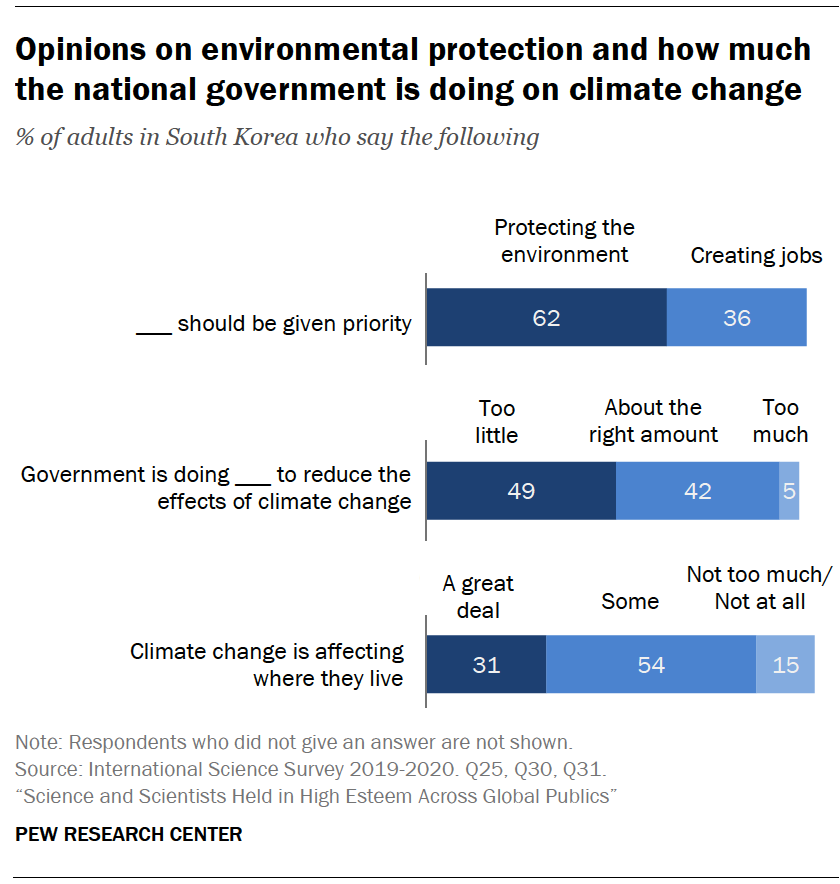 Opinions on environmental protection and how much
the national government is doing on climate change
% of adults in South Korea who say the following
Protecting the
environment
Creating jobs
___ should be given priority
62
36
Too
little
About the
right amount
Too
much
Government is doing ___ to reduce the
effects of climate change
49
42
5
A great
deal
Some
Not too much/
Not at all
Climate change is affecting
where they live
31
54
15
Note: Respondents who did not give an answer are not shown.
Source: International Science Survey 2019-2020. Q25, Q30, Q31.
“Science and Scientists Held in High Esteem Across Global Publics”
PEW RESEARCH CENTER